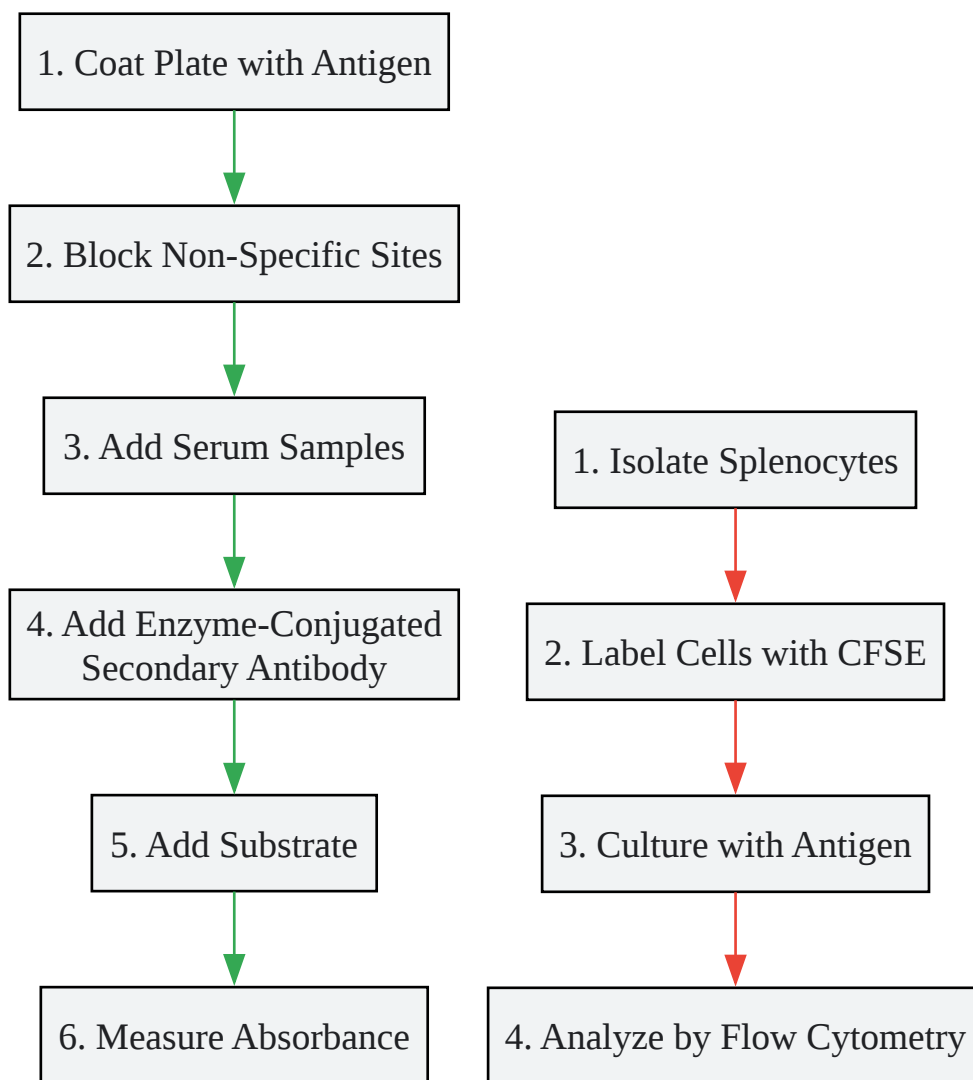 1. Coat Plate with Antigen
2. Block Non-Specific Sites
3. Add Serum Samples
4. Add Enzyme-Conjugated
Secondary Antibody
5. Add Substrate
6. Measure Absorbance
1. Isolate Splenocytes
2. Label Cells with CFSE
3. Culture with Antigen
4. Analyze by Flow Cytometry